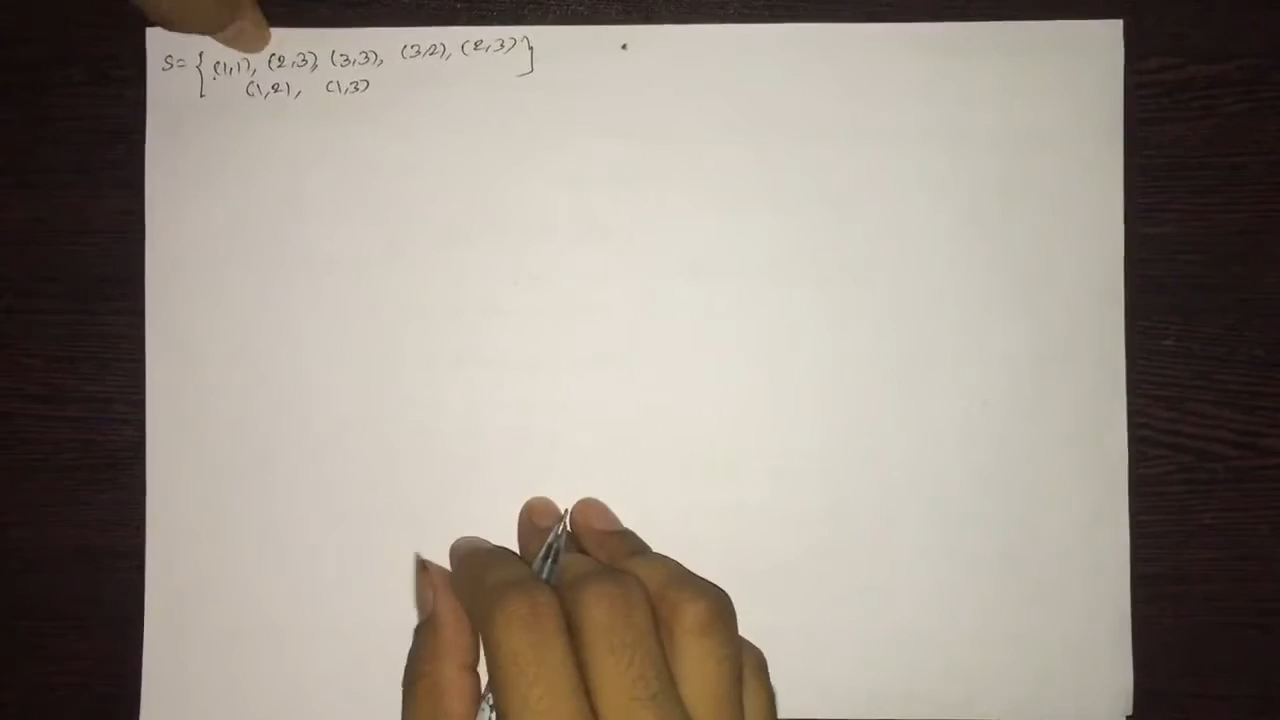 S= { (1,1), (2,3), (3,3), (3,2), (2,3) }
(1,2), (1,3)